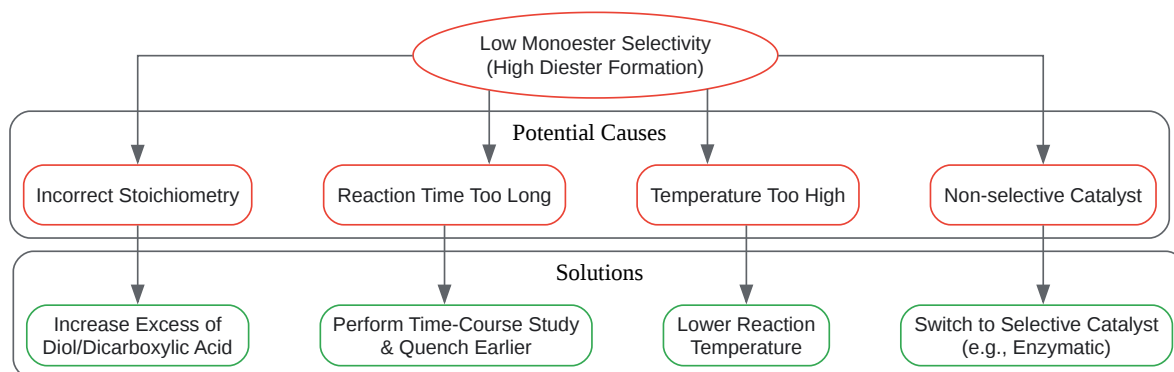 Low Monoester Selectivity
(High Diester Formation)
Potential Causes
Incorrect Stoichiometry
Reaction Time Too Long
Temperature Too High
Non-selective Catalyst
Solutions
Increase Excess of
Diol/Dicarboxylic Acid
Perform Time-Course Study
& Quench Earlier
Lower Reaction
Temperature
Switch to Selective Catalyst
(e.g., Enzymatic)